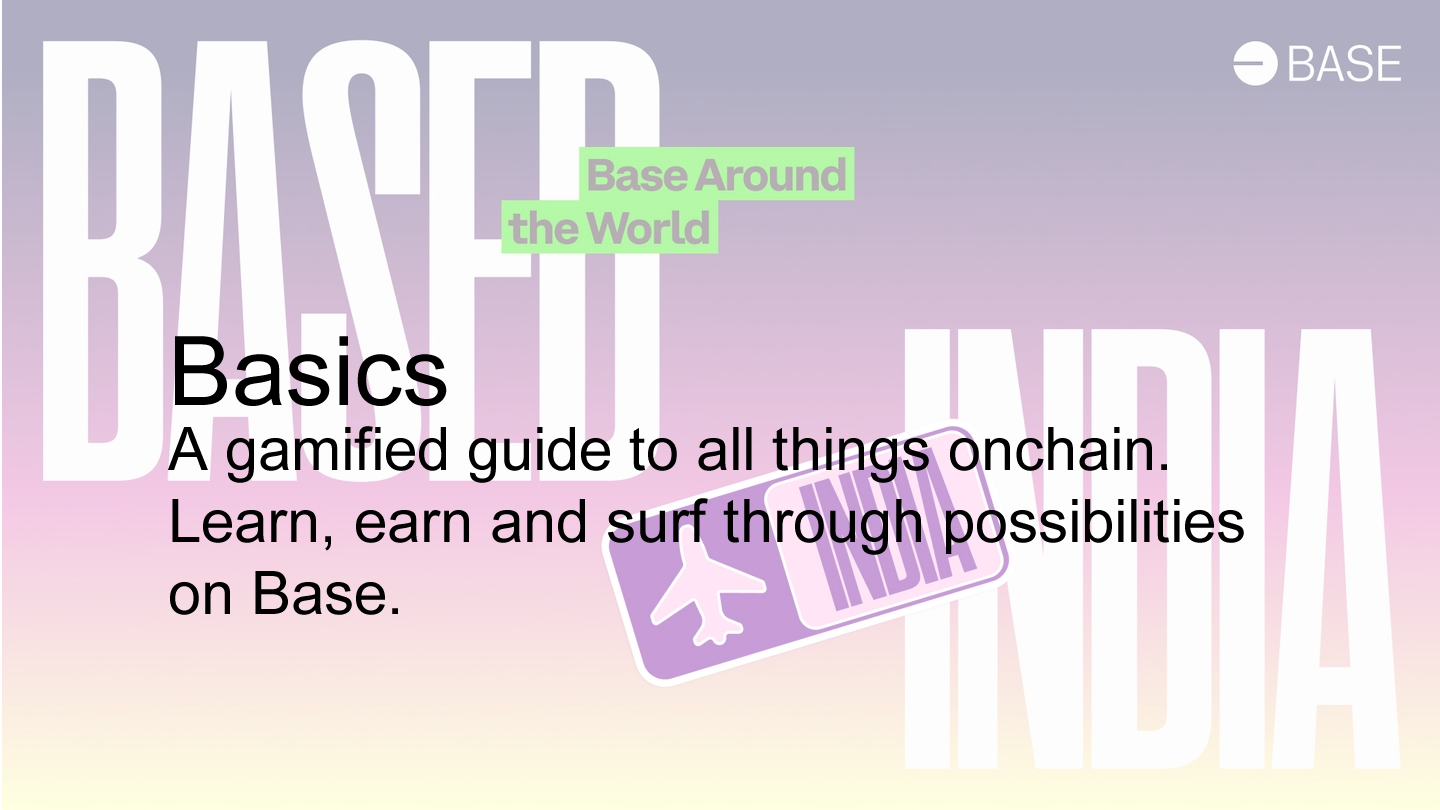 BASED
BASE
Base Around
the World
Basics
A gamified guide to all things onchain.
Learn, earn and surf through possibilities
on Base.
INDIA
INDIA